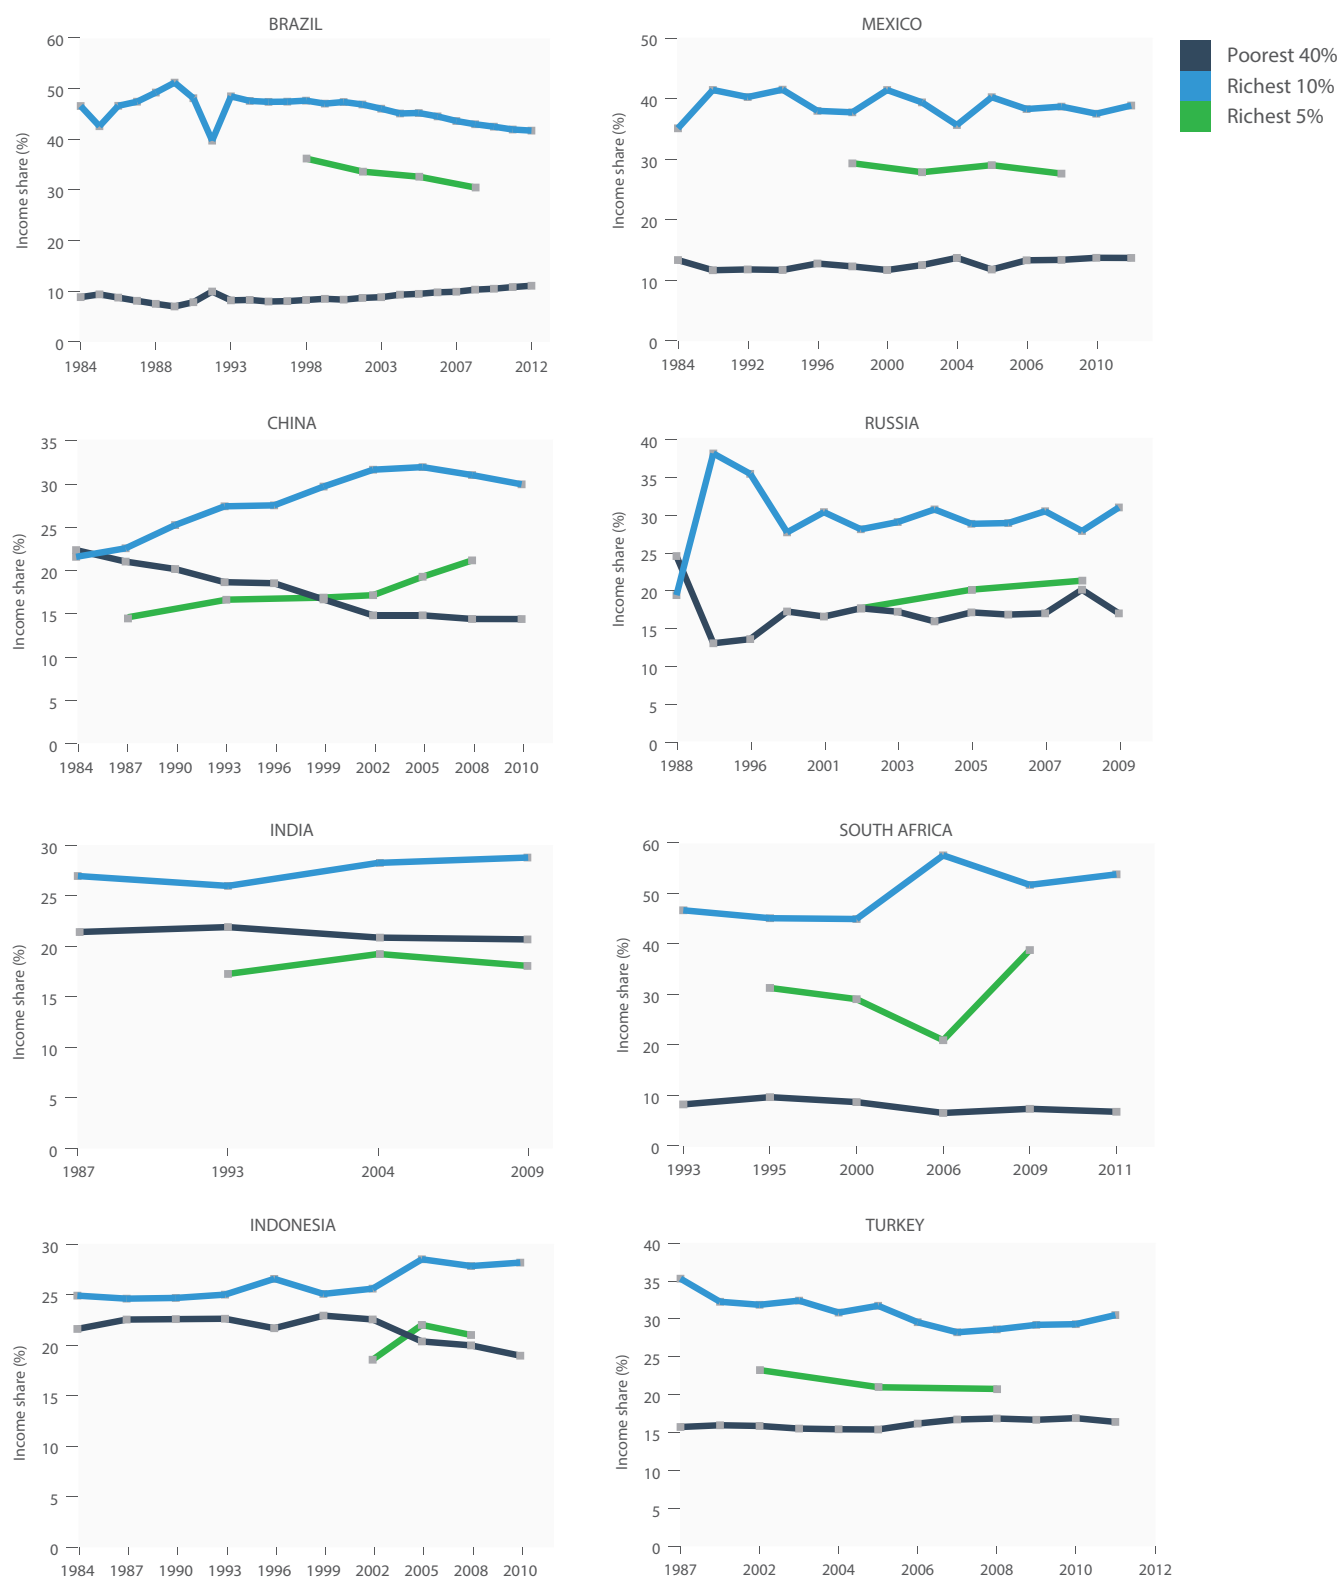 BRAZIL
Income share (%)
60
50
40
30
20
10
0
1984 1988 1993 1998 2003 2007 2012
MEXICO
Income share (%)
50
40
30
20
10
0
1984 1992 1996 2000 2004 2006 2010
Poorest 40%
Richest 10%
Richest 5%
CHINA
Income share (%)
35
30
25
20
15
10
5
0
1984 1987 1990 1993 1996 1999 2002 2005 2008 2010
RUSSIA
Income share (%)
40
35
30
25
20
15
10
5
0
1988 1996 2001 2003 2005 2007 2009
INDIA
Income share (%)
30
25
20
15
10
5
0
1987 1993 2004 2009
SOUTH AFRICA
Income share (%)
60
50
40
30
20
10
0
1993 1995 2000 2006 2009 2011
INDONESIA
Income share (%)
30
25
20
15
10
5
0
1984 1987 1990 1993 1996 1999 2002 2005 2008 2010
TURKEY
Income share (%)
40
35
30
25
20
15
10
5
0
1987 2002 2004 2006 2008 2010 2012